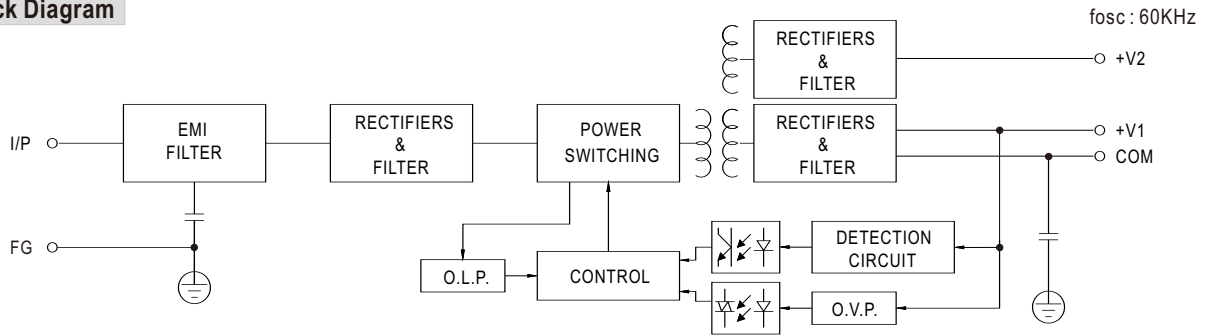 ck Diagram
fosc : 60KHz
RECTIFIERS
&
FILTER
+V2
I/P
EMI
FILTER
RECTIFIERS
&
FILTER
POWER
SWITCHING
RECTIFIERS
&
FILTER
+V1
COM
FG
O.L.P.
CONTROL
DETECTION
CIRCUIT
O.V.P.